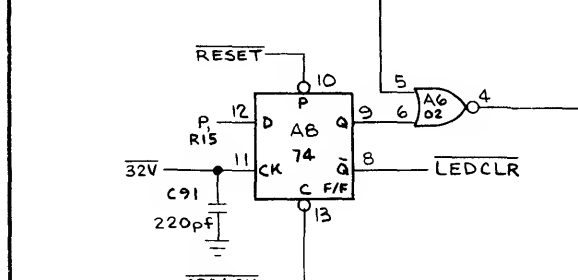 RESET
10
5
P
A6
4
12
9
6
02
P,
D
A8
Q
R15
74
11
8
32V
CK
Q̅
LEDCLR
C91
C F/F
13
220pf